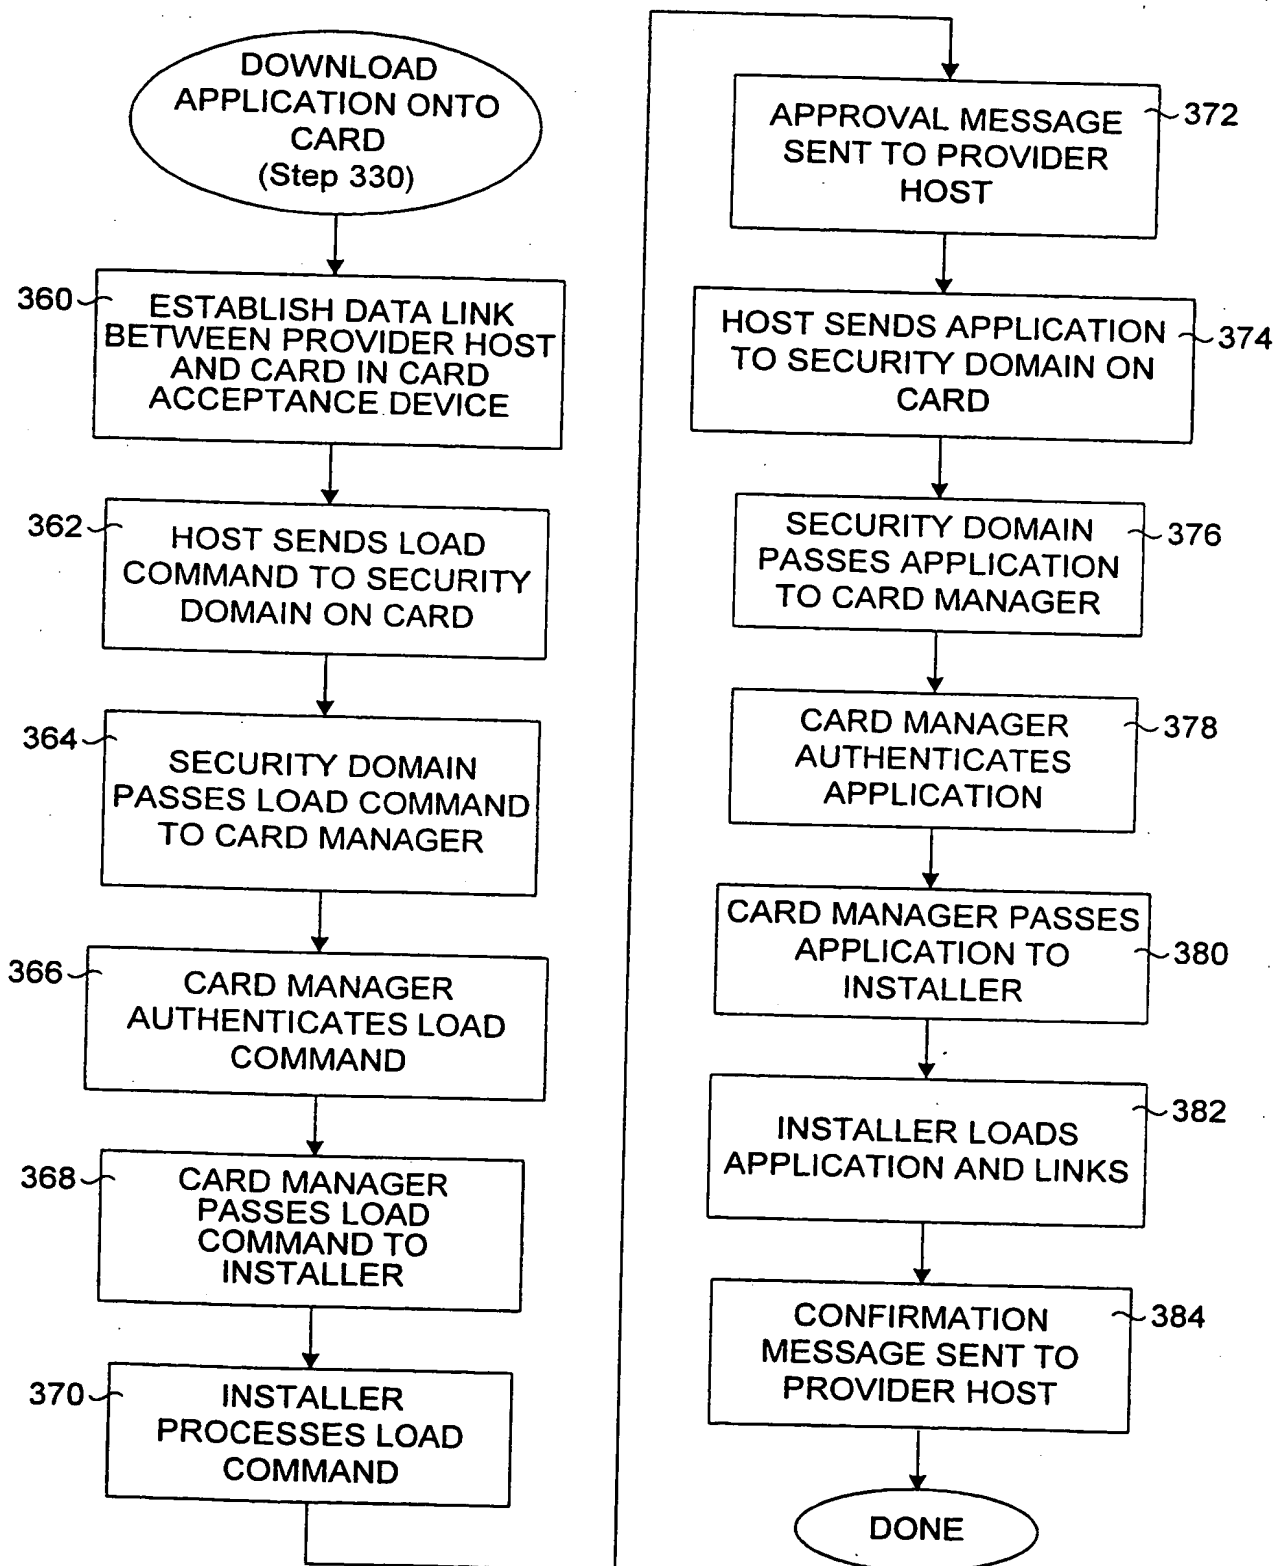 DOWNLOAD
APPLICATION ONTO
CARD
(Step 330)
360
ESTABLISH DATA LINK
BETWEEN PROVIDER HOST
AND CARD IN CARD
ACCEPTANCE DEVICE
362
HOST SENDS LOAD
COMMAND TO SECURITY
DOMAIN ON CARD
364
SECURITY DOMAIN
PASSES LOAD COMMAND
TO CARD MANAGER
366
CARD MANAGER
AUTHENTICATES LOAD
COMMAND
368
CARD MANAGER
PASSES LOAD
COMMAND TO
INSTALLER
370
INSTALLER
PROCESSES LOAD
COMMAND
APPROVAL MESSAGE
SENT TO PROVIDER
HOST
372
HOST SENDS APPLICATION
TO SECURITY DOMAIN ON
CARD
374
SECURITY DOMAIN
PASSES APPLICATION
TO CARD MANAGER
376
CARD MANAGER
AUTHENTICATES
APPLICATION
378
CARD MANAGER PASSES
APPLICATION TO
INSTALLER
380
INSTALLER LOADS
APPLICATION AND LINKS
382
CONFIRMATION
MESSAGE SENT TO
PROVIDER HOST
384
DONE